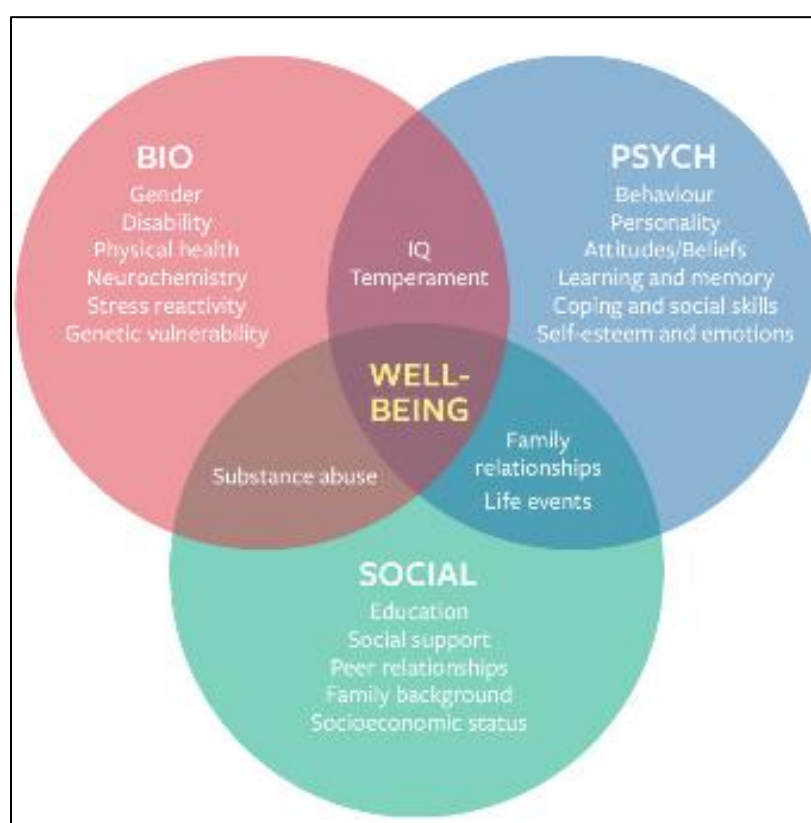 BIO
Gender
Disability
Physical health
Neurochemistry
Stress reactivity
Genetic vulnerability
PSYCH
Behaviour
Personality
Attitudes/Beliefs
Learning and memory
Coping and social skills
Self-esteem and emotions
IQ
Temperament
WELL-
BEING
Substance abuse
Family
relationships
Life events
SOCIAL
Education
Social support
Peer relationships
Family background
Socioeconomic status